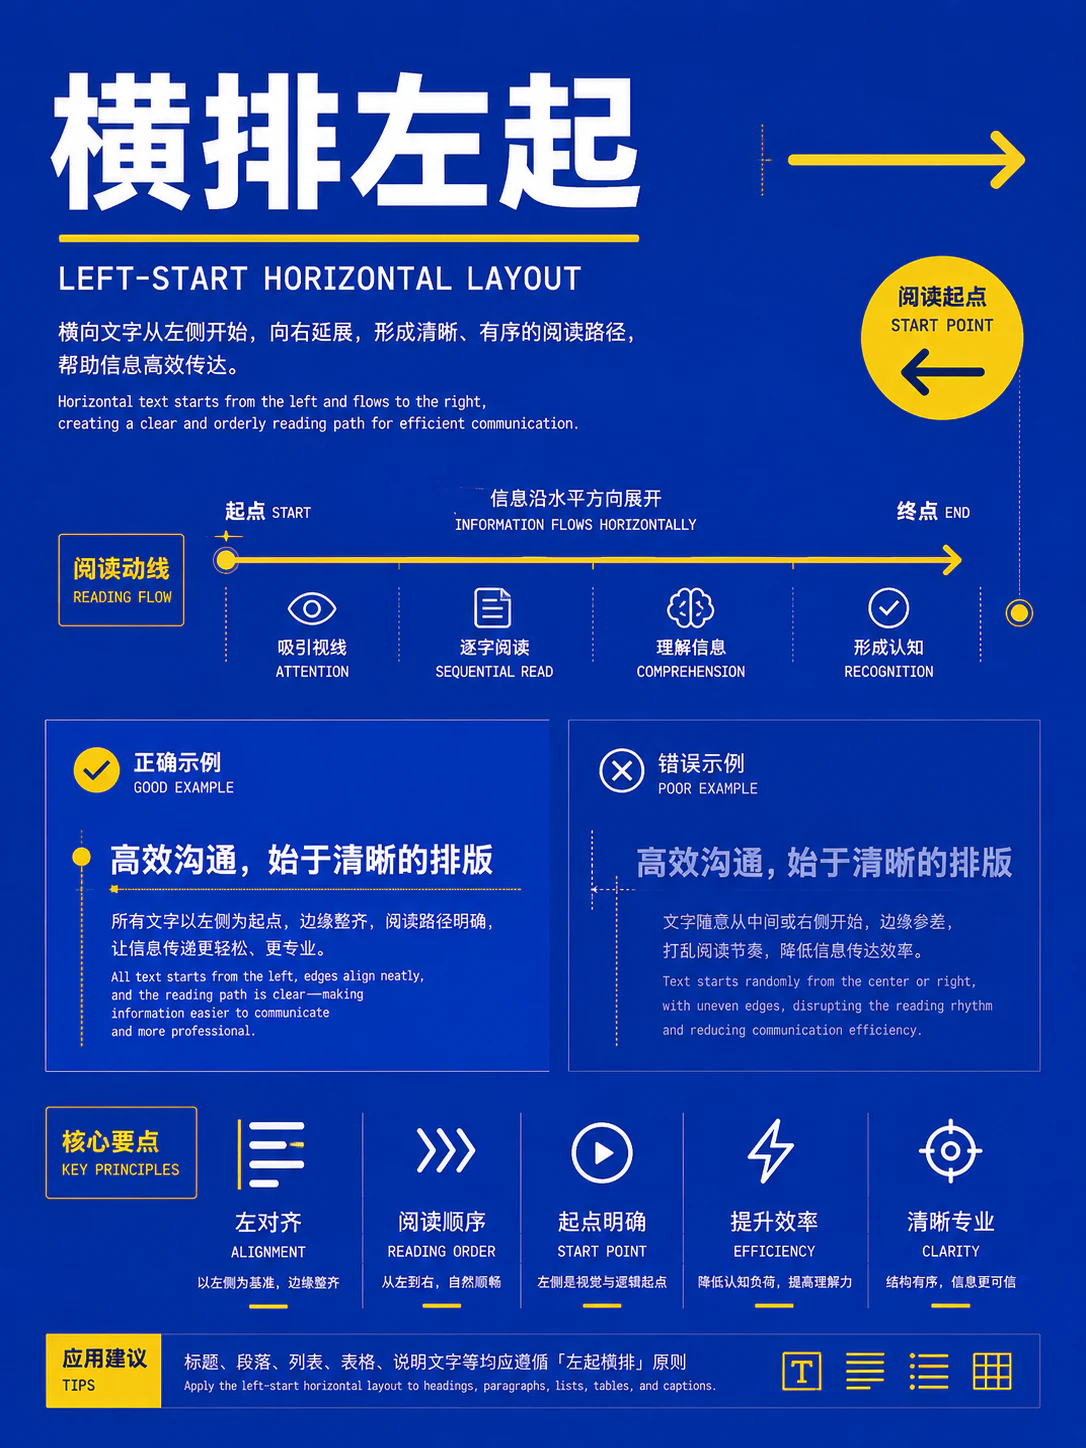 横排左起
LEFT-START HORIZONTAL LAYOUT
横向文字从左侧开始，向右延展，形成清晰、有序的阅读路径，
帮助信息高效传达。
Horizontal text starts from the left and flows to the right,
creating a clear and orderly reading path for efficient communication.
阅读起点
START POINT
阅读动线
READING FLOW
起点 START
信息沿水平方向展开
INFORMATION FLOWS HORIZONTALLY
终点 END
吸引视线
ATTENTION
逐字阅读
SEQUENTIAL READ
理解信息
COMPREHENSION
形成认知
RECOGNITION
正确示例
GOOD EXAMPLE
高效沟通，始于清晰的排版
所有文字以左侧为起点，边缘整齐，阅读路径明确，
让信息传递更轻松、更专业。
All text starts from the left, edges align neatly,
and the reading path is clear——making
information easier to communicate
and more professional.
错误示例
POOR EXAMPLE
高效沟通，始于清晰的排版
文字随意从中间或右侧开始，边缘参差，
打乱阅读节奏，降低信息传达效率。
Text starts randomly from the center or right,
with uneven edges, disrupting the reading rhythm
and reducing communication efficiency.
核心要点
KEY PRINCIPLES
左对齐
ALIGNMENT
以左侧为基准，边缘整齐
阅读顺序
READING ORDER
从左到右，自然顺畅
起点明确
START POINT
左侧是视觉与逻辑起点
提升效率
EFFICIENCY
降低认知负荷，提高理解力
清晰专业
CLARITY
结构有序，信息更可信
应用建议
TIPS
标题、段落、列表、表格、说明文字等均应遵循「左起横排」原则
Apply the left-start horizontal layout to headings, paragraphs, lists, tables, and captions.
T